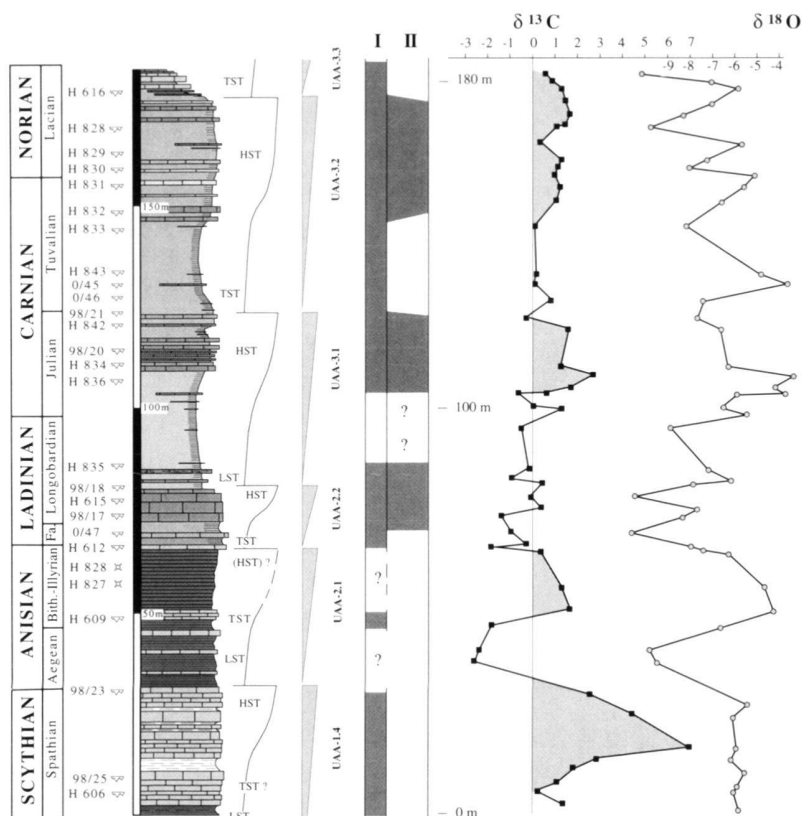 δ 13 C
δ 18 O
I II
-3 -2 -1 0 1 2 3 4 5 6 7
-9 -8 -7 -6 -5 -4
NORIAN
CARNIAN
LADINIAN
ANISIAN
SCYTHIAN
Lacian
Tuvalian
Julian
Longobardian
Fa.
Bith.-Illyrian
Aegean
Spathian
H 616
H 828
H 829
H 830
H 831
H 832
H 833
H 843
0/45
0/46
98/21
H 842
98/20
H 834
H 836
H 835
98/18
H 615
98/17
0/47
H 612
H 828
H 827
H 609
98/23
98/25
H 606
150m
100m
50m
TST
HST
TST
HST
LST
HST
TST
(HST) ?
TST
LST
HST
TST ?
LST
UAA-3.3
UAA-3.2
UAA-3.1
UAA-2.2
UAA-2.1
UAA-1.4
?
?
?
?
180 m
100 m
0 m